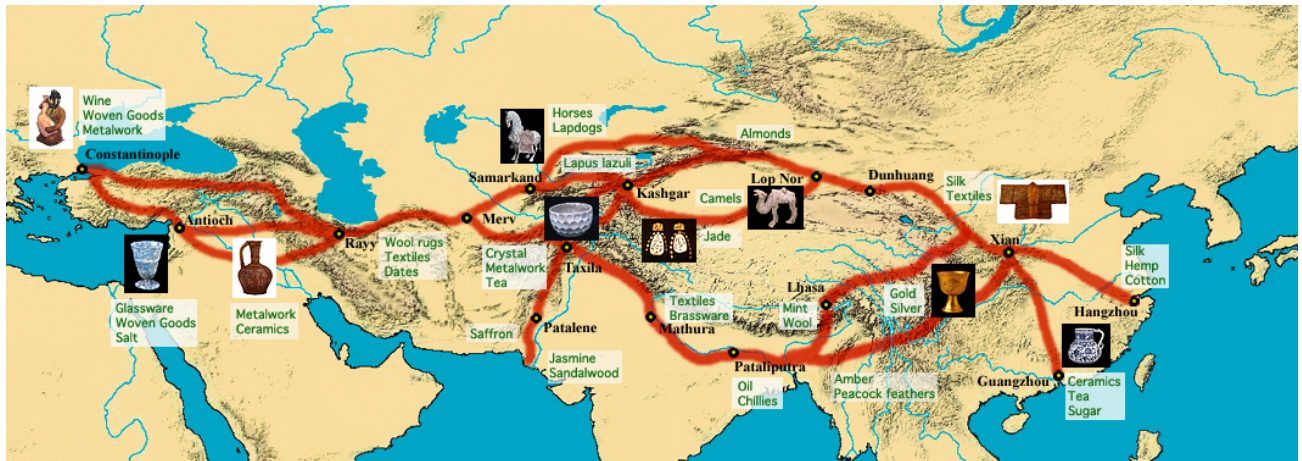 Wine
Woven Goods
Metalwork
Constantinople
Antioch
Glassware
Woven Goods
Salt
Metalwork
Ceramics
Rayy
Wool rugs
Textiles
Dates
Merv
Samarkand
Horses
Lapdogs
Lapus lazuli
Kashgar
Almonds
Crystal
Metalwork
Tea
Taxila
Saffron
Patalene
Jasmine
Sandalwood
Textiles
Brassware
Mathura
Jade
Camels
Lop Nor
Dunhuang
Silk
Textiles
Xian
Lhasa
Mint
Wool
Gold
Silver
Pataliputra
Oil
Chillies
Amber
Peacock feathers
Silk
Hemp
Cotton
Hangzhou
Guangzhou
Ceramics
Tea
Sugar